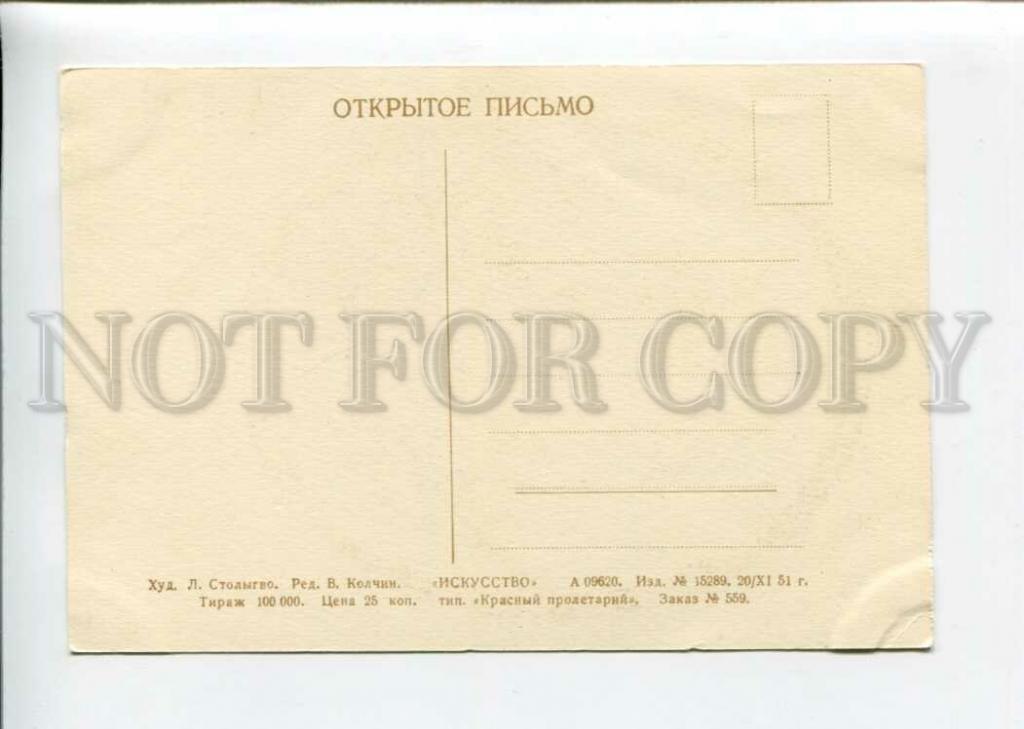 ОТКРЫТОЕ ПИСЬМО
NOT FOR COPY
Худ. Л. Столыгво. Ред. В. Колчин. «ИСКУССТВО» А 09620. Изд. № 15289. 20/XI 51 г.
Тираж 100 000. Цена 25 коп. тип. «Красный пролетарий», Заказ № 559.